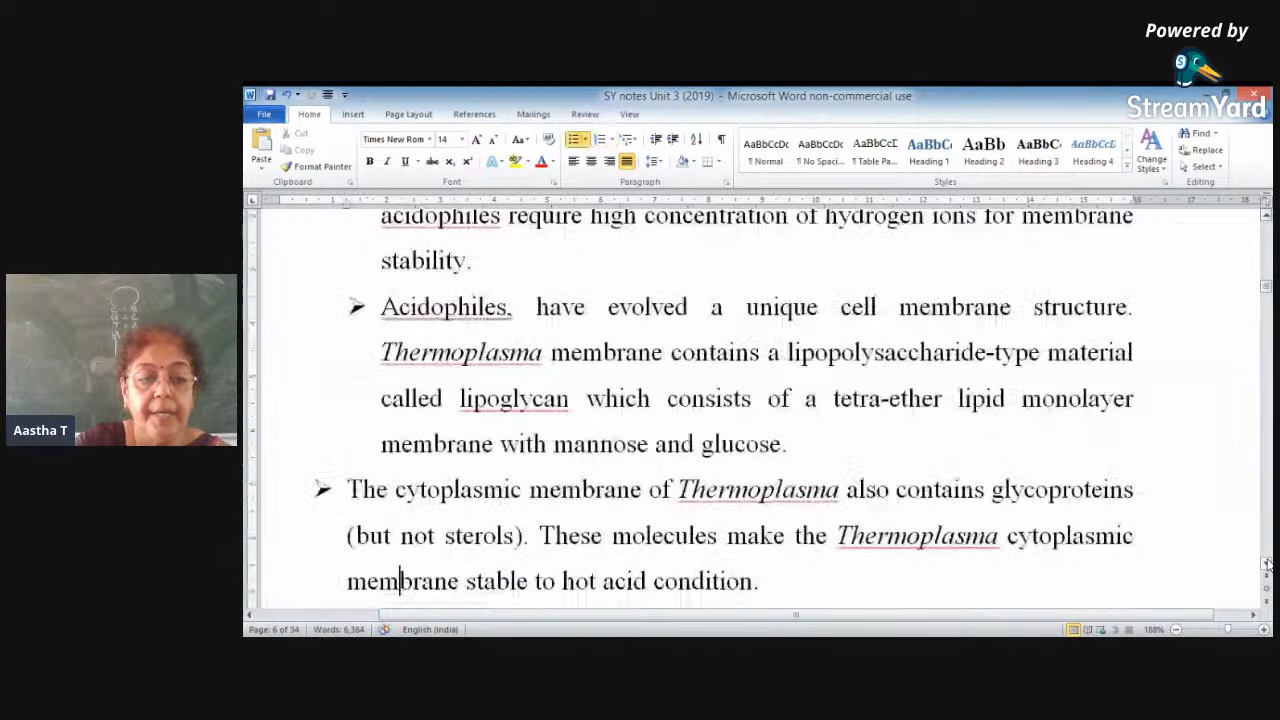 Powered by
StreamYard
SY notes Unit 3 (2019) - Microsoft Word non-commercial use
File Home Insert Page Layout References Mailings Review View
Paste
Cut
Copy
Format Painter
Clipboard
Times New Rom 14
Font
Paragraph
AaBbCcDc AaBbCcDc AaBbCcD AaBbC AaBb AaBbC AaBbCcD
¶ Normal ¶ No Spaci... ¶ Table Pa... Heading 1 Heading 2 Heading 3 Heading 4
Styles
Change Styles
Find
Replace
Select
Editing
acidophiles require high concentration of hydrogen ions for membrane
stability.
Acidophiles, have evolved a unique cell membrane structure.
Thermoplasma membrane contains a lipopolysaccharide-type material
called lipoglycan which consists of a tetra-ether lipid monolayer
membrane with mannose and glucose.
The cytoplasmic membrane of Thermoplasma also contains glycoproteins
(but not sterols). These molecules make the Thermoplasma cytoplasmic
membrane stable to hot acid condition.
Aastha T
Page: 6 of 34 Words: 6,364 English (India) 188%